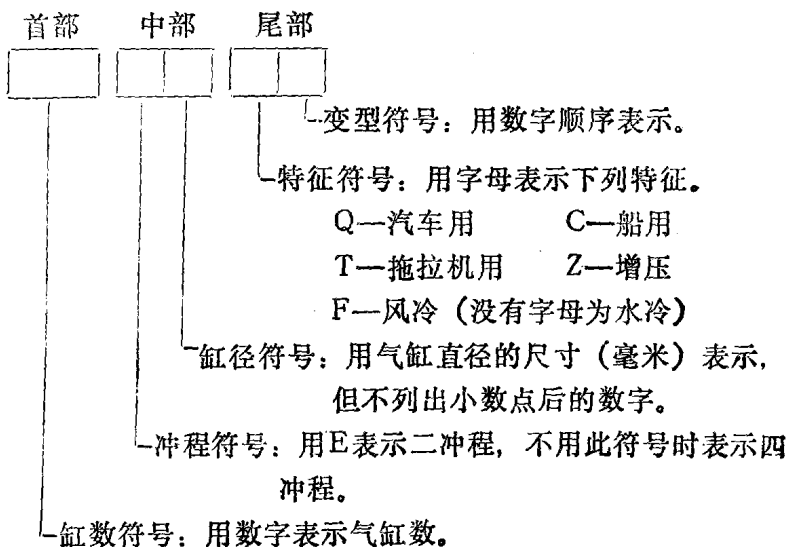 首部 中部 尾部
变型符号：用数字顺序表示。
特征符号：用字母表示下列特征。
Q—汽车用 C—船用
T—拖拉机用 Z—增压
F—风冷（没有字母为水冷）
缸径符号：用气缸直径的尺寸（毫米）表示，
但不列出小数点后的数字。
冲程符号：用E表示二冲程，不用此符号时表示四
冲程。
缸数符号：用数字表示气缸数。